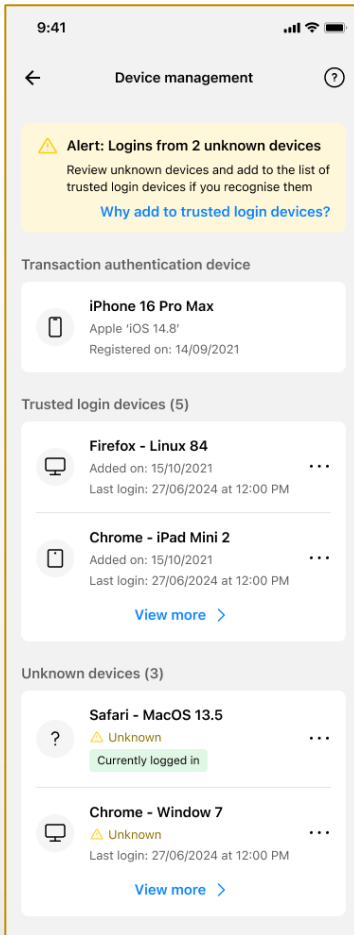 9:41
Device management
Alert: Logins from 2 unknown devices
Review unknown devices and add to the list of
trusted login devices if you recognise them
Why add to trusted login devices?
Transaction authentication device
iPhone 16 Pro Max
Apple ‘iOS 14.8’
Registered on: 14/09/2021
Trusted login devices (5)
Firefox - Linux 84
Added on: 15/10/2021
Last login: 27/06/2024 at 12:00 PM
Chrome - iPad Mini 2
Added on: 15/10/2021
Last login: 27/06/2024 at 12:00 PM
View more
Unknown devices (3)
Safari - MacOS 13.5
Unknown
Currently logged in
Chrome - Window 7
Unknown
Last login: 27/06/2024 at 12:00 PM
View more